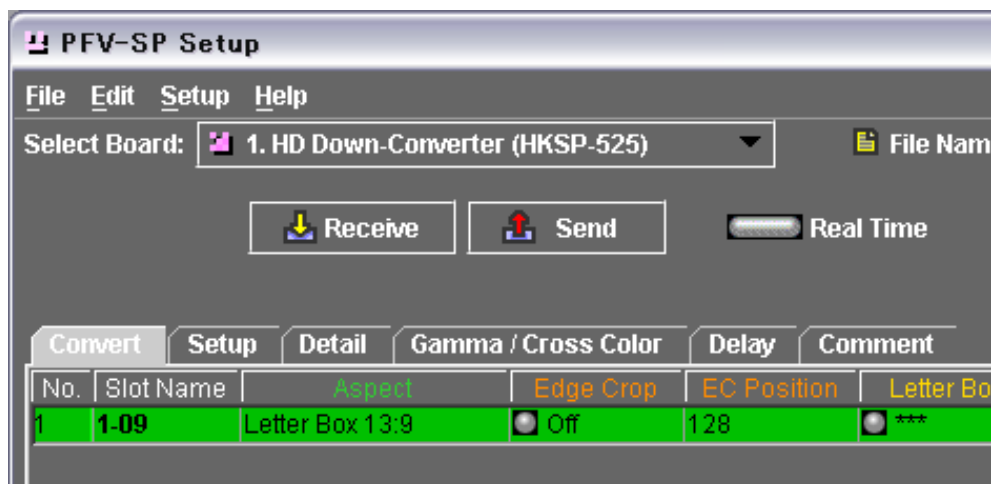 PFV-SP Setup
File Edit Setup Help
Select Board: 1. HD Down-Converter (HKSP-525) File Nam
Receive Send Real Time
Convert Setup Detail Gamma / Cross Color Delay Comment
No. Slot Name Aspect Edge Crop EC Position Letter Bo
1 1-09 Letter Box 13:9 Off 128 ***